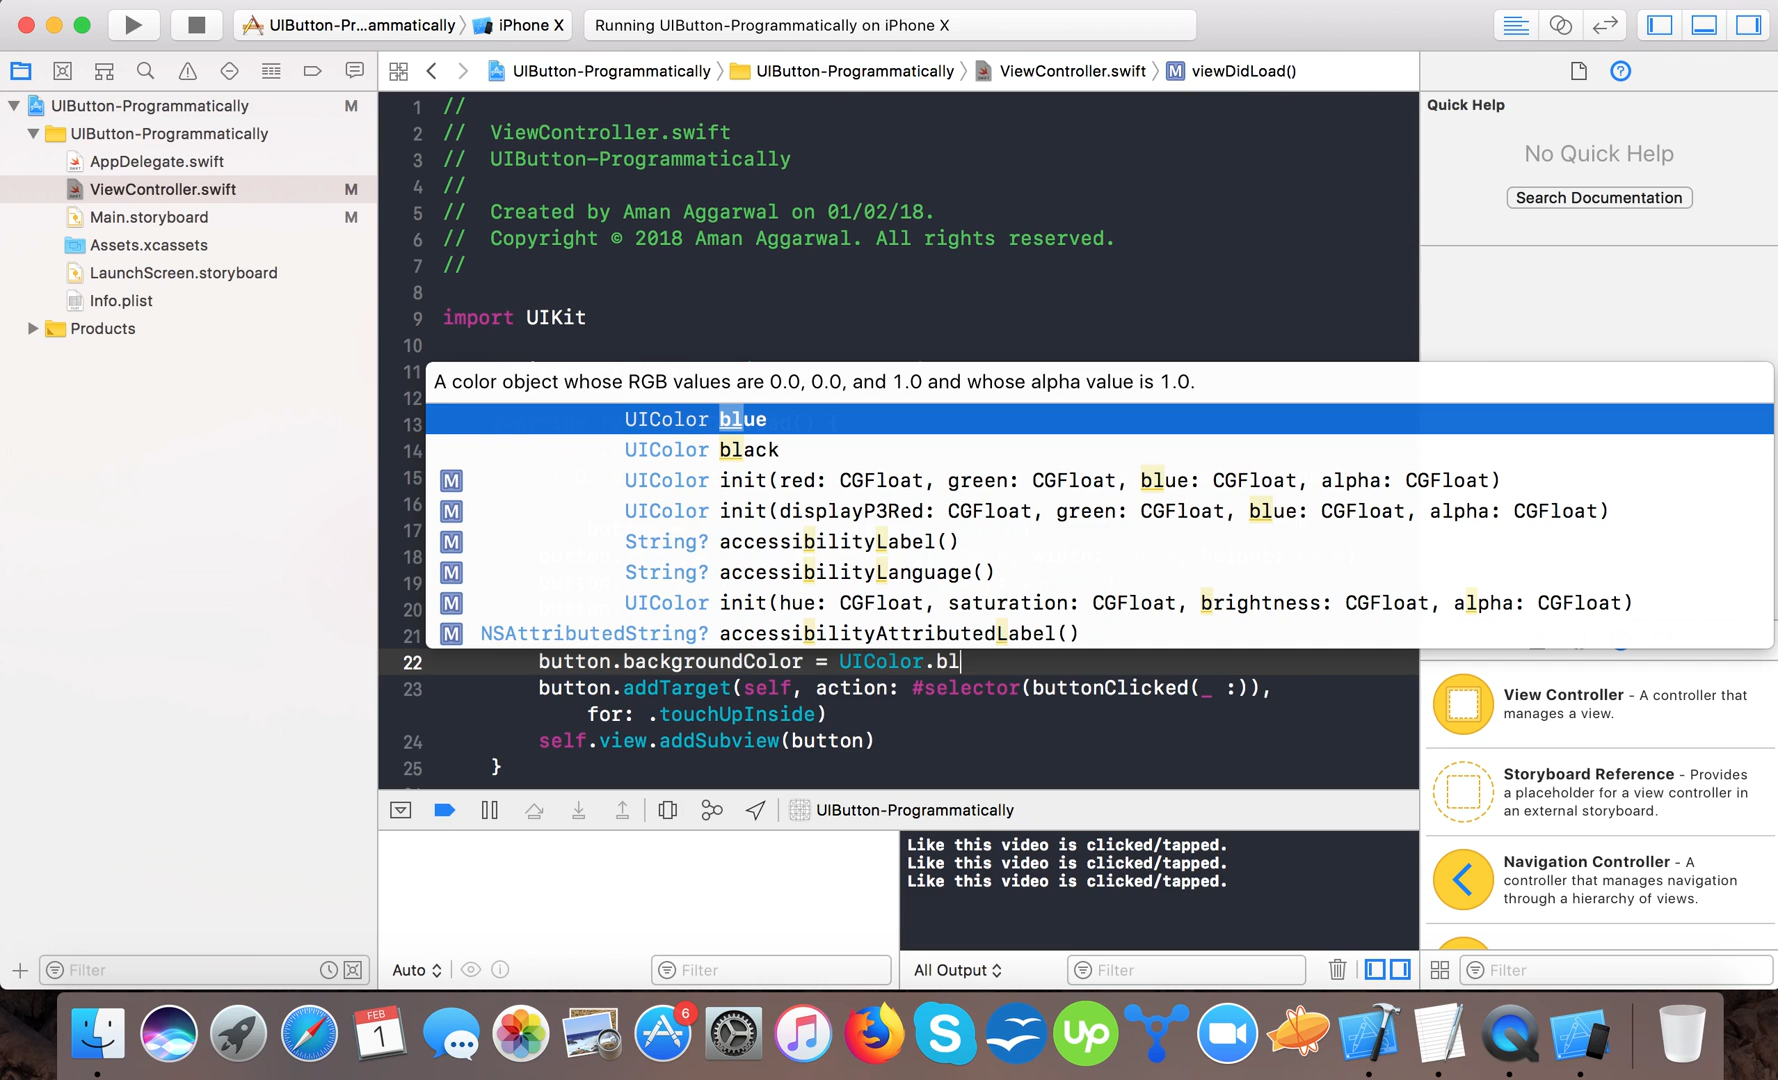 UIButton-Pr...ammatically 〉 iPhone X
Running UIButton-Programmatically on iPhone X
UIButton-Programmatically 〉 UIButton-Programmatically 〉 ViewController.swift 〉 M viewDidLoad()
UIButton-Programmatically M
UIButton-Programmatically
AppDelegate.swift
ViewController.swift M
Main.storyboard M
Assets.xcassets
LaunchScreen.storyboard
Info.plist
Products
1 //
2 //  ViewController.swift
3 //  UIButton-Programmatically
4 //
5 //  Created by Aman Aggarwal on 01/02/18.
6 //  Copyright © 2018 Aman Aggarwal. All rights reserved.
7 //
8
9 import UIKit
10
11
12
13
14
15
16
17
18
19
20
21
A color object whose RGB values are 0.0, 0.0, and 1.0 and whose alpha value is 1.0.
UIColor blue
UIColor black
M UIColor init(red: CGFloat, green: CGFloat, blue: CGFloat, alpha: CGFloat)
M UIColor init(displayP3Red: CGFloat, green: CGFloat, blue: CGFloat, alpha: CGFloat)
M String? accessibilityLabel()
M String? accessibilityLanguage()
M UIColor init(hue: CGFloat, saturation: CGFloat, brightness: CGFloat, alpha: CGFloat)
M NSAttributedString? accessibilityAttributedLabel()
22 button.backgroundColor = UIColor.bl
23 button.addTarget(self, action: #selector(buttonClicked(_ :)),
for: .touchUpInside)
24 self.view.addSubview(button)
25 }
UIButton-Programmatically
Like this video is clicked/tapped.
Like this video is clicked/tapped.
Like this video is clicked/tapped.
Filter
Auto
Filter
All Output
Filter
Filter
Quick Help
No Quick Help
Search Documentation
View Controller - A controller that
manages a view.
Storyboard Reference - Provides
a placeholder for a view controller in
an external storyboard.
Navigation Controller - A
controller that manages navigation
through a hierarchy of views.
FEB
1
6
S
up